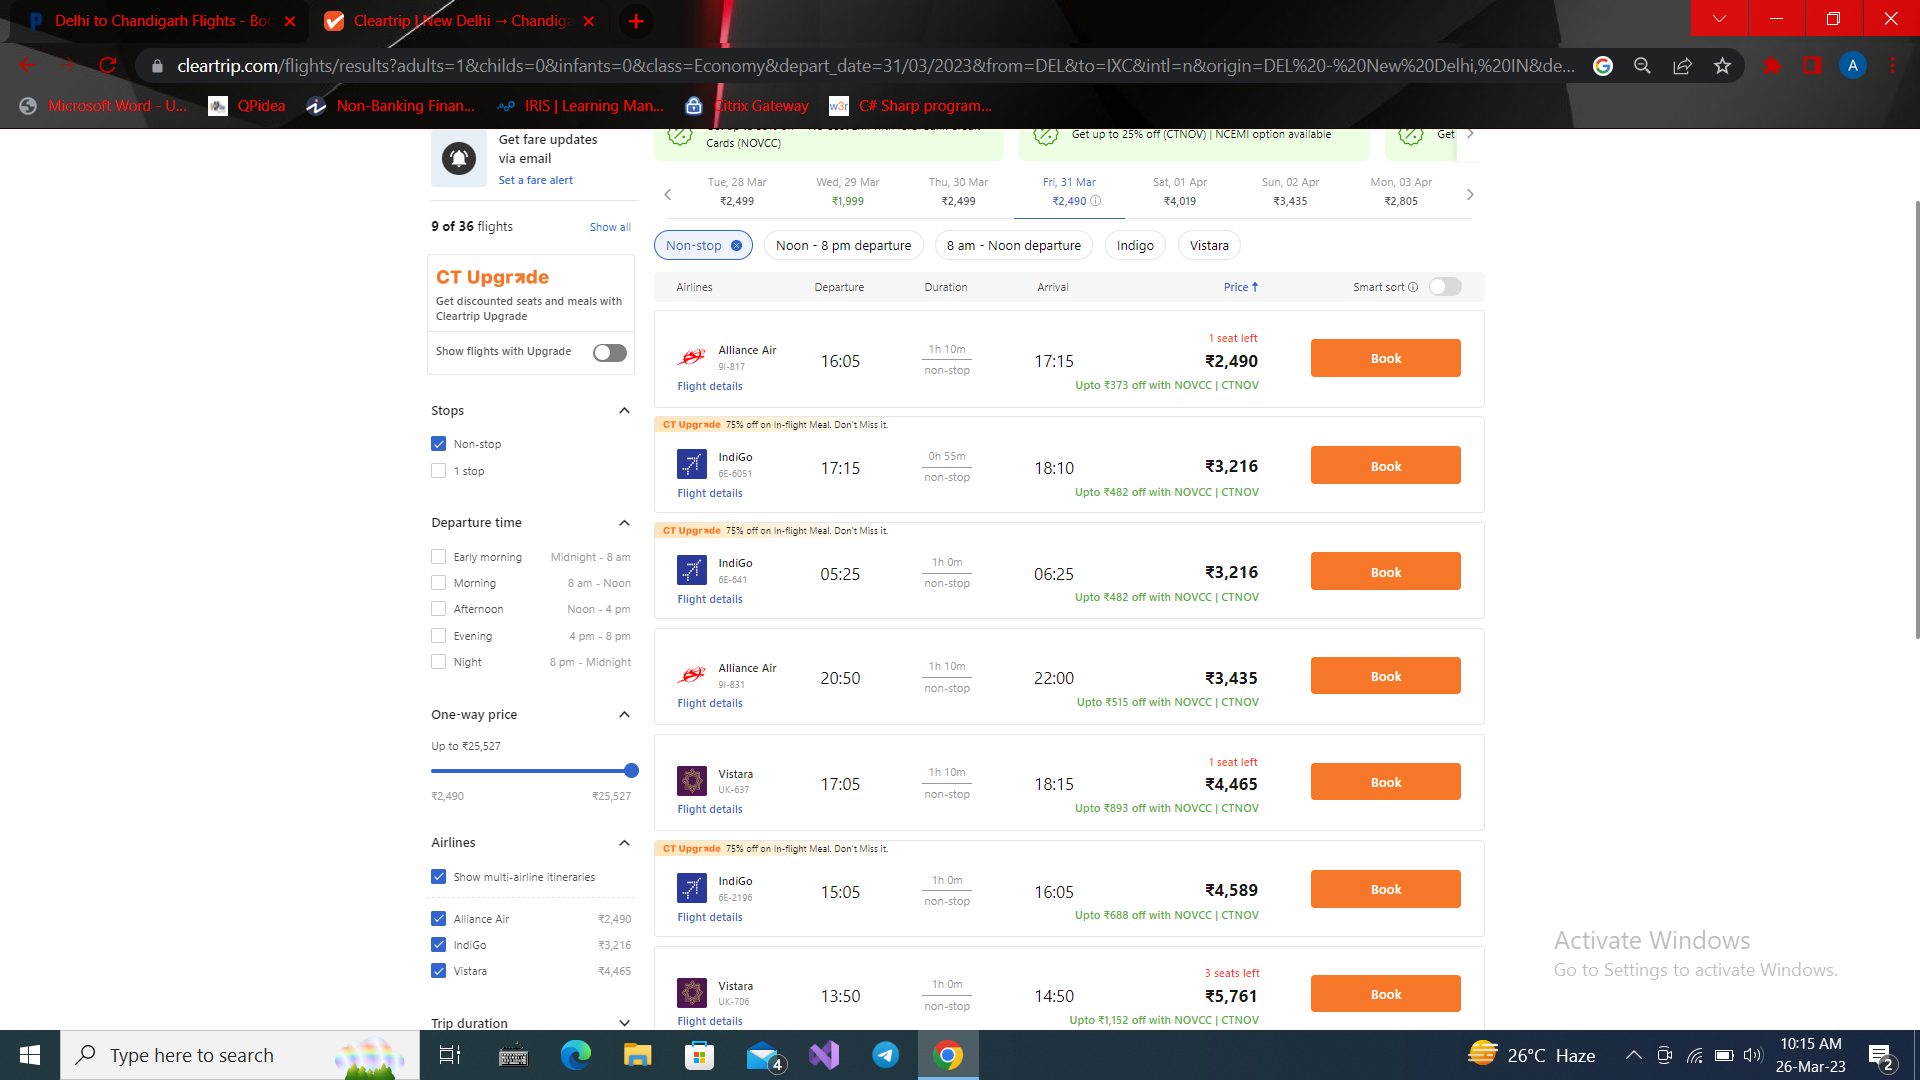 Delhi to Chandigarh Flights - Boo
Cleartrip | New Delhi → Chandiga
cleartrip.com/flights/results?adults=1&childs=0&infants=0&class=Economy&depart_date=31/03/2023&from=DEL&to=IXC&intl=n&origin=DEL%20-%20New%20Delhi,%20IN&de...
A
Microsoft Word - U...
QPidea
Non-Banking Finan...
IRIS | Learning Man...
Citrix Gateway
w3r
C# Sharp program...
Get fare updates
via email
Set a fare alert
Cards (NOVCC)
Get up to 25% off (CTNOV) | NCEMI option available
Get
Tue, 28 Mar
₹2,499
Wed, 29 Mar
₹1,999
Thu, 30 Mar
₹2,499
Fri, 31 Mar
₹2,490
Sat, 01 Apr
₹4,019
Sun, 02 Apr
₹3,435
Mon, 03 Apr
₹2,805
9 of 36 flights
Show all
Non-stop
Noon - 8 pm departure
8 am - Noon departure
Indigo
Vistara
CT Upgrade
Get discounted seats and meals with
Cleartrip Upgrade
Show flights with Upgrade
Stops
Non-stop
1 stop
Departure time
Early morning Midnight - 8 am
Morning 8 am - Noon
Afternoon Noon - 4 pm
Evening 4 pm - 8 pm
Night 8 pm - Midnight
One-way price
Up to ₹25,527
₹2,490 ₹25,527
Airlines
Show multi-airline itineraries
Alliance Air ₹2,490
IndiGo ₹3,216
Vistara ₹4,465
Trip duration
Airlines Departure Duration Arrival Price Smart sort
1 seat left
Alliance Air
9I-817
Flight details
16:05
1h 10m
non-stop
17:15
₹2,490
Upto ₹373 off with NOVCC | CTNOV
Book
CT Upgrade 75% off on In-flight Meal. Don't Miss it.
IndiGo
6E-6051
Flight details
17:15
0h 55m
non-stop
18:10
₹3,216
Upto ₹482 off with NOVCC | CTNOV
Book
CT Upgrade 75% off on In-flight Meal. Don't Miss it.
IndiGo
6E-641
Flight details
05:25
1h 0m
non-stop
06:25
₹3,216
Upto ₹482 off with NOVCC | CTNOV
Book
Alliance Air
9I-831
Flight details
20:50
1h 10m
non-stop
22:00
₹3,435
Upto ₹515 off with NOVCC | CTNOV
Book
1 seat left
Vistara
UK-637
Flight details
17:05
1h 10m
non-stop
18:15
₹4,465
Upto ₹893 off with NOVCC | CTNOV
Book
CT Upgrade 75% off on In-flight Meal. Don't Miss it.
IndiGo
6E-2196
Flight details
15:05
1h 0m
non-stop
16:05
₹4,589
Upto ₹688 off with NOVCC | CTNOV
Book
3 seats left
Vistara
UK-706
Flight details
13:50
1h 0m
non-stop
14:50
₹5,761
Upto ₹1,152 off with NOVCC | CTNOV
Book
Activate Windows
Go to Settings to activate Windows.
Type here to search
4
26°C Haze
10:15 AM
26-Mar-23
2